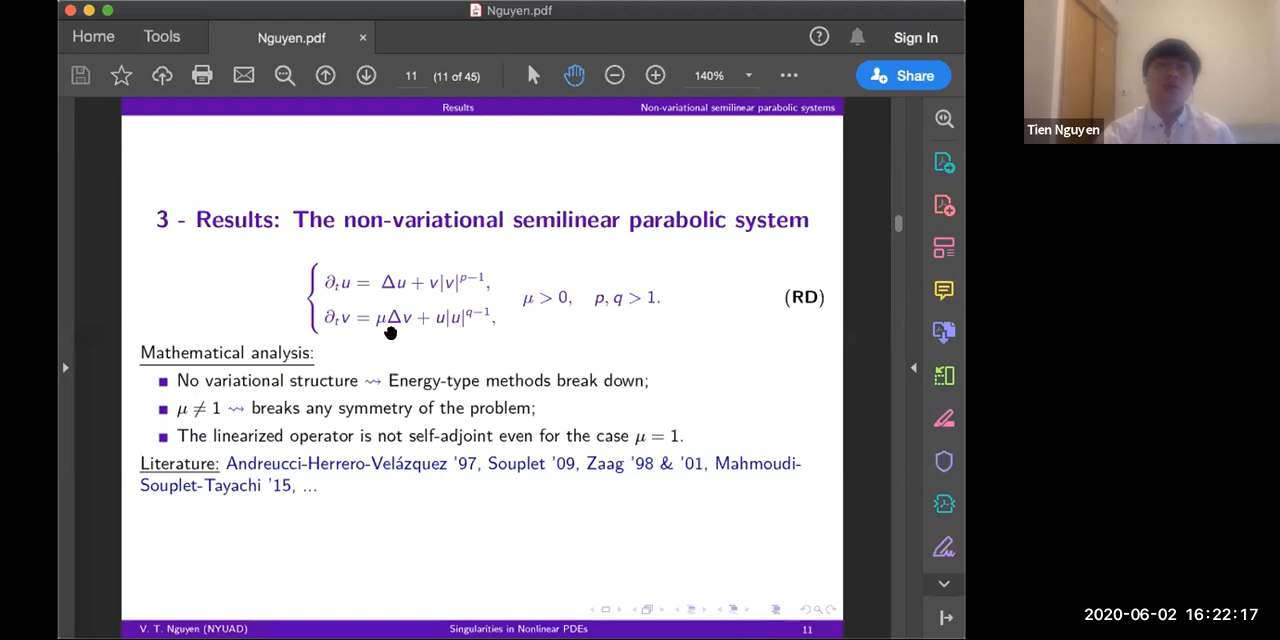 Nguyen.pdf
Home Tools Nguyen.pdf × Sign In
11 (11 of 45) 140% Share
Results Non-variational semilinear parabolic systems
Tien Nguyen
3 - Results: The non-variational semilinear parabolic system
∂ₜu = Δu + v|v|^{p−1},
μ > 0, p, q > 1. (RD)
∂ₜv = μΔv + u|u|^{q−1},
Mathematical analysis:
■ No variational structure ⇝ Energy-type methods break down;
■ μ ≠ 1 ⇝ breaks any symmetry of the problem;
■ The linearized operator is not self-adjoint even for the case μ = 1.
Literature: Andreucci-Herrero-Velázquez '97, Souplet '09, Zaag '98 & '01, Mahmoudi-
Souplet-Tayachi '15, ...
V. T. Nguyen (NYUAD) Singularities in Nonlinear PDEs 11
2020-06-02 16:22:17